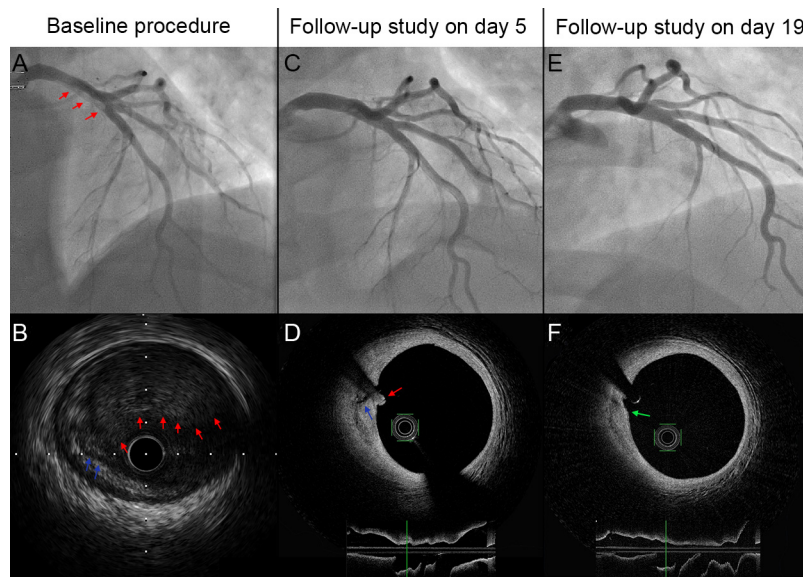 Baseline procedure
Follow-up study on day 5
Follow-up study on day 19
A
C
E
B
D
F